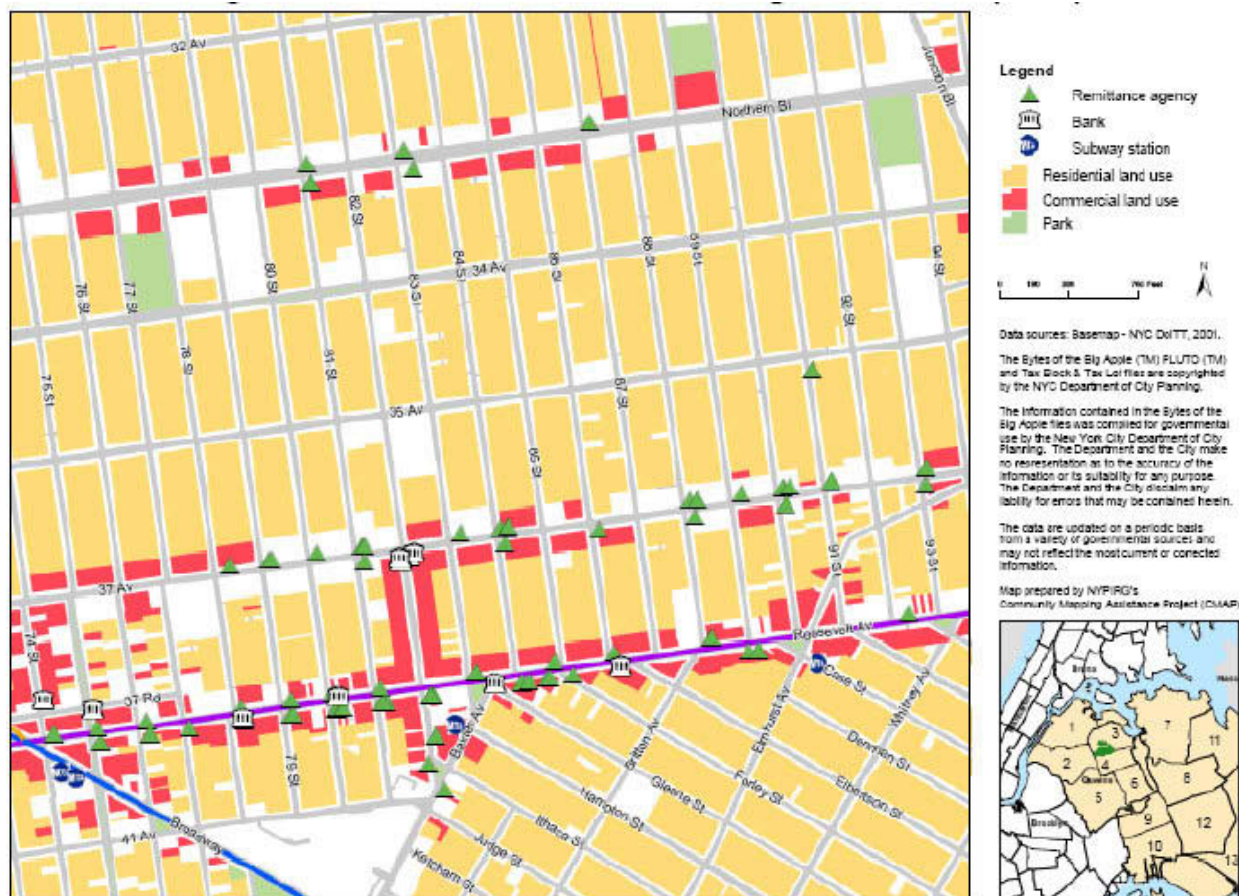 32 Av
Junction Bl
Northern Bl
82 St
80 St
76 St
77 St
78 St
81 St
83 St
84 St
34 Av
86 St
88 St
89 St
92 St
94 St
75 St
35 Av
87 St
85 St
37 Av
91 St
93 St
74 St
37 Rd
Roosevelt Av
Case St
79 St
Baxter Av
Britton Av
Elmhurst Av
Whitney Av
Denman St
Gleane St
Forley St
Elbertson St
Hampton St
Ithaca St
Judge St
Ketcham St
41 Av
Broadway
Legend
Remittance agency
Bank
Subway station
Residential land use
Commercial land use
Park
N
0 190 380 760 Feet
Data sources: Basemap - NYC DoITT, 2001.
The Bytes of the Big Apple (TM) PLUTO (TM)
and Tax Block & Tax Lot files are copyrighted
by the NYC Department of City Planning.
The information contained in the Bytes of the
Big Apple files was compiled for governmental
use by the New York City Department of City
Planning. The Department and the City make
no representation as to the accuracy of the
information or its suitability for any purpose.
The Department and the City disclaim any
liability for errors that may be contained herein.
The data are updated on a periodic basis
from a variety of governmental sources and
may not reflect the most current or corrected
information.
Map prepared by NYPIRG's
Community Mapping Assistance Project (CMAP)
Bronx
1
3
7
11
2
4
Queens
6
8
5
Brooklyn
9
12
10
13